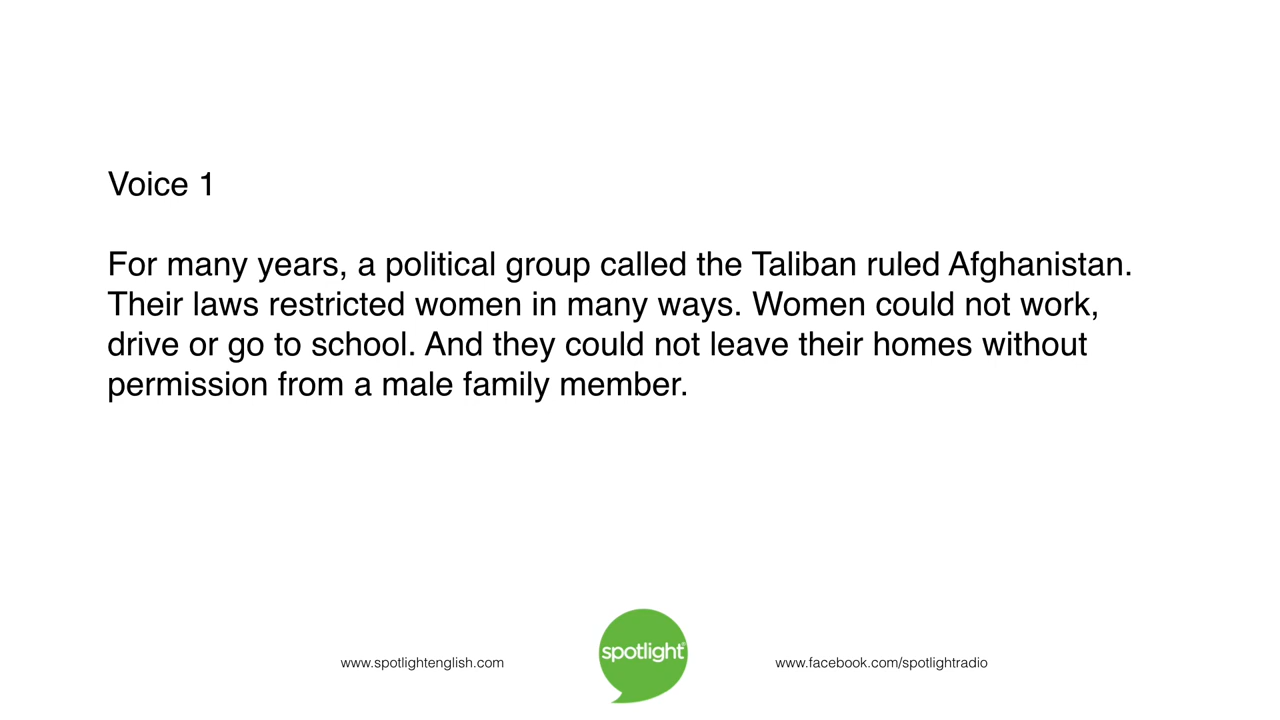 Voice 1
For many years, a political group called the Taliban ruled Afghanistan.
Their laws restricted women in many ways. Women could not work,
drive or go to school. And they could not leave their homes without
permission from a male family member.
www.spotlightenglish.com
spotlight®
www.facebook.com/spotlightradio